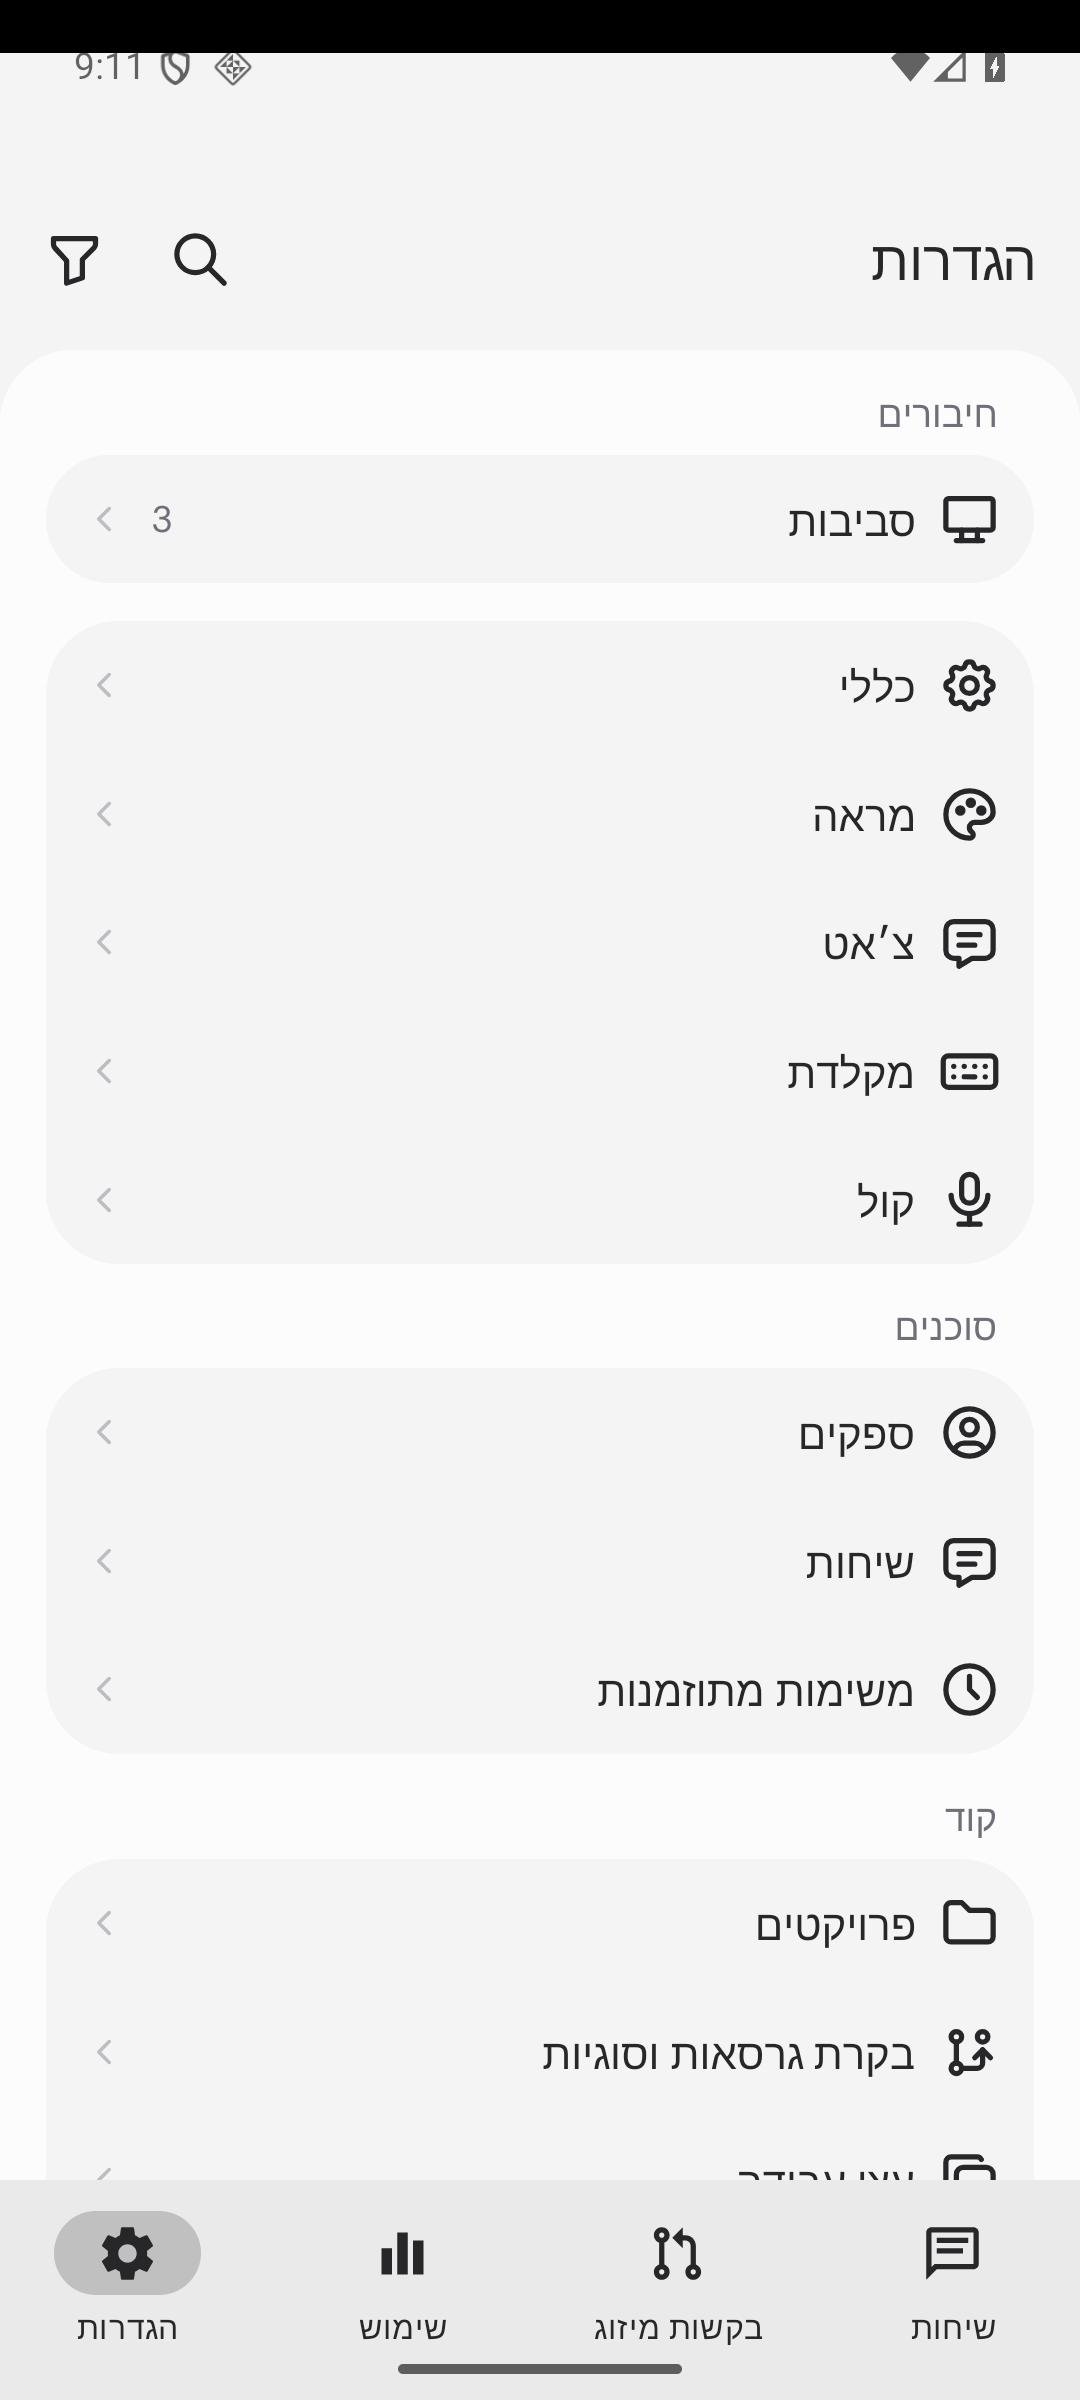 9:11
הגדרות
חיבורים
סביבות 3
כללי
מראה
צ׳אט
מקלדת
קול
סוכנים
ספקים
שיחות
משימות מתוזמנות
קוד
פרויקטים
בקרת גרסאות וסוגיות
שיחות
בקשות מיזוג
שימוש
הגדרות